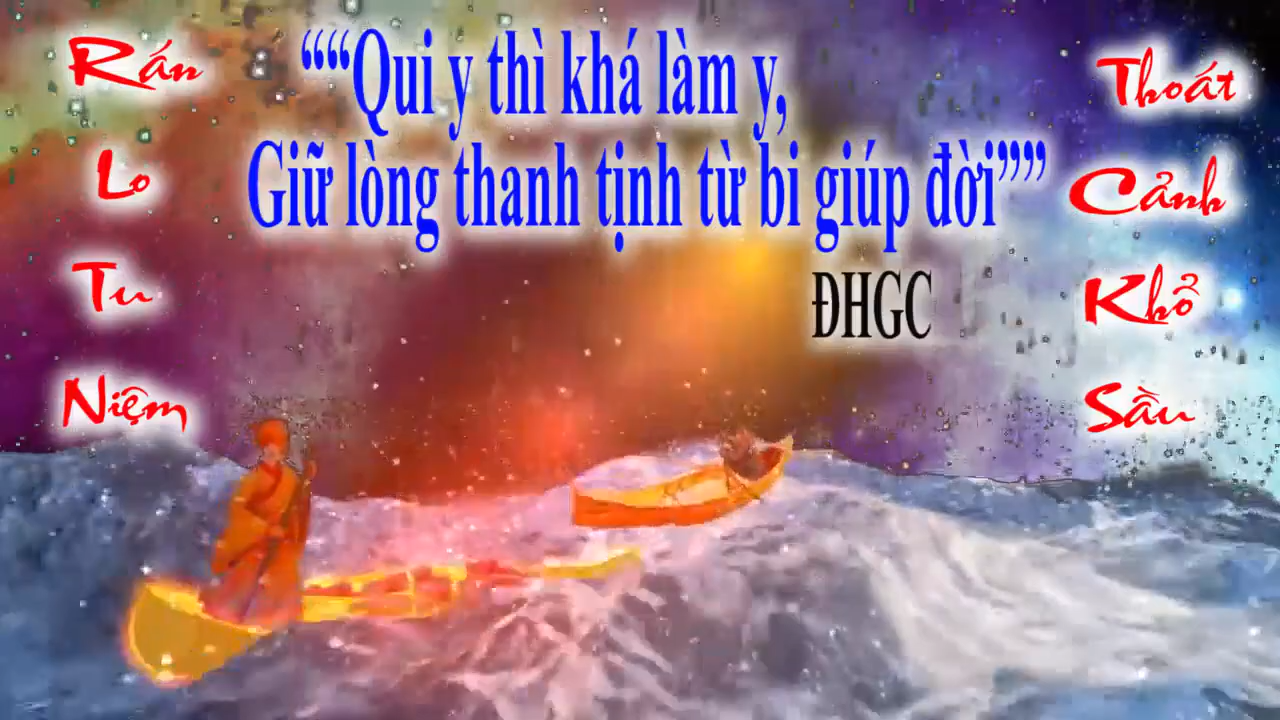 ““Qui y thì khá làm y,
Giữ lòng thanh tịnh từ bi giúp đời””
ĐHGC
Rán
Lo
Tu
Niệm
Thoát
Cảnh
Khổ
Sầu